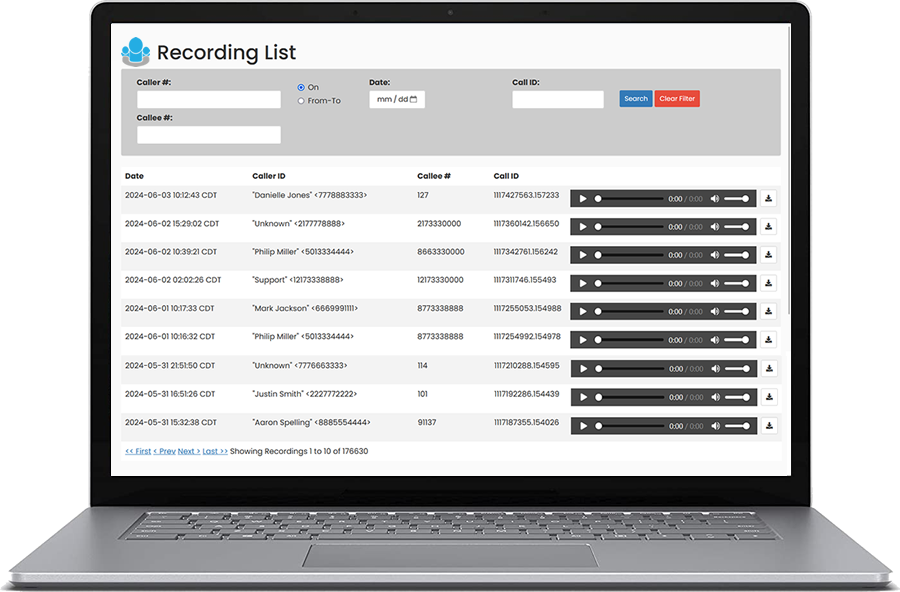 Recording List
Caller #:
On
From-To
Date:
mm / dd
Call ID:
Search
Clear Filter
Callee #:
Date Caller ID Callee # Call ID
2024-06-03 10:12:43 CDT "Danielle Jones" <7778883333> 127 1117427563.157233 0:00 / 0:00
2024-06-02 15:29:02 CDT "Unknown" <2177778888> 2173330000 1117360142.156650 0:00 / 0:00
2024-06-02 10:39:21 CDT "Philip Miller" <5013334444> 8663330000 1117342761.156242 0:00 / 0:00
2024-06-02 02:02:26 CDT "Support" <12173338888> 12173330000 1117311746.155493 0:00 / 0:00
2024-06-01 10:17:33 CDT "Mark Jackson" <6669991111> 8773338888 1117255053.154988 0:00 / 0:00
2024-06-01 10:16:32 CDT "Philip Miller" <5013334444> 8773338888 1117254992.154978 0:00 / 0:00
2024-05-31 21:51:50 CDT "Unknown" <7776663333> 114 1117210288.154595 0:00 / 0:00
2024-05-31 16:51:26 CDT "Justin Smith" <2227772222> 101 1117192286.154439 0:00 / 0:00
2024-05-31 15:32:38 CDT "Aaron Spelling" <8885554444> 91137 1117187355.154026 0:00 / 0:00
<< First < Prev Next > Last >> Showing Recordings 1 to 10 of 176630